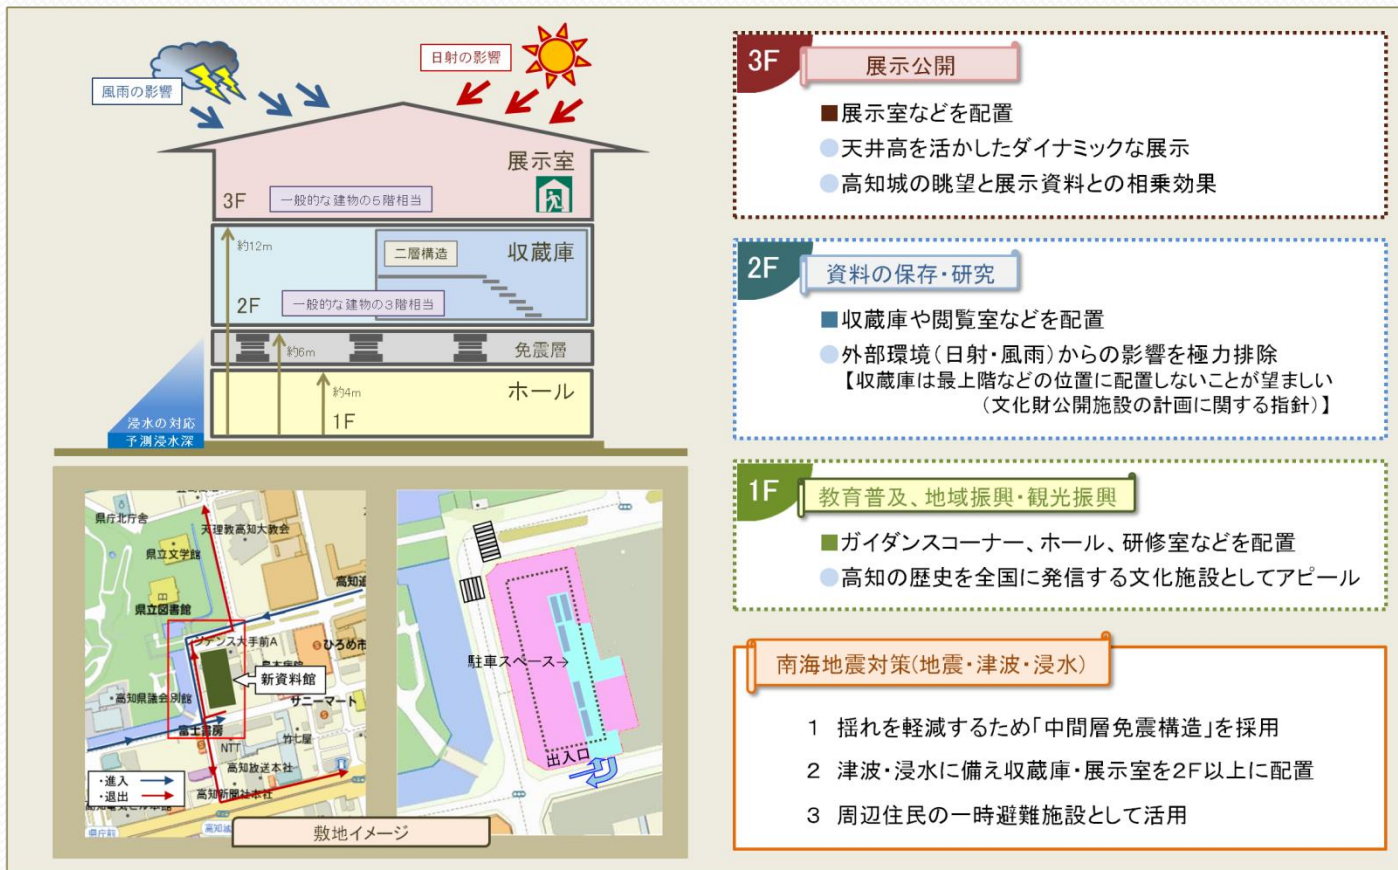 風雨の影響
日射の影響
展示室
3F
一般的な建物の5階相当
約12m
二層構造
収蔵庫
2F
一般的な建物の3階相当
約6m
免震層
約4m
ホール
1F
浸水の対応
予測浸水深
3F
展示公開
■展示室などを配置
●天井高を活かしたダイナミックな展示
●高知城の眺望と展示資料との相乗効果
2F
資料の保存・研究
■収蔵庫や閲覧室などを配置
●外部環境(日射・風雨)からの影響を極力排除
【収蔵庫は最上階などの位置に配置しないことが望ましい
(文化財公開施設の計画に関する指針)】
1F
教育普及、地域振興・観光振興
■ガイダンスコーナー、ホール、研修室などを配置
●高知の歴史を全国に発信する文化施設としてアピール
南海地震対策(地震・津波・浸水)
1 揺れを軽減するため「中間層免震構造」を採用
2 津波・浸水に備え収蔵庫・展示室を2F以上に配置
3 周辺住民の一時避難施設として活用
県庁北庁舎
天理教高知大教会
県立文学館
高知追
県立図書館
ンテンス大手前A
ひろめ市
新資料館
高知県議会別館
サニーマート
富士書房
NTT
竹七屋
高知放送本社
高知新聞社本社
・進入
・退出
県庁前
駐車スペース→
出入口
敷地イメージ